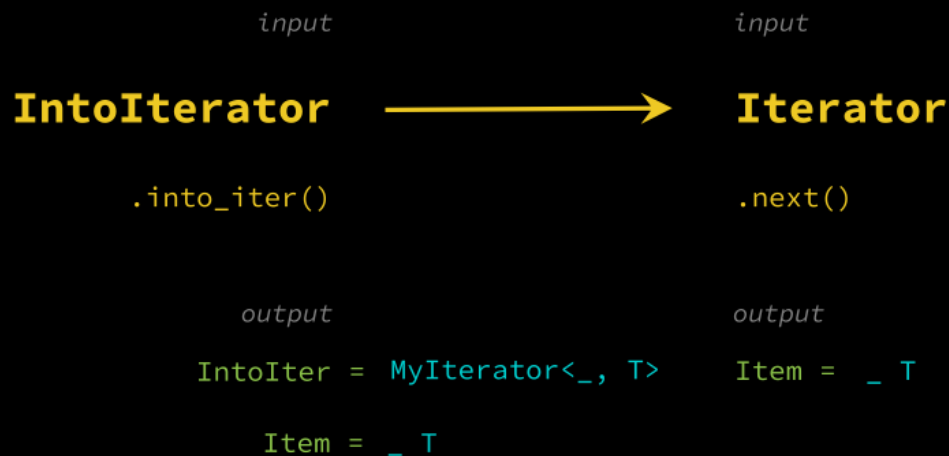 input input
IntoIterator Iterator
.into_iter() .next()
output output
IntoIter = MyIterator<_, T> Item = _ T
Item = _ T